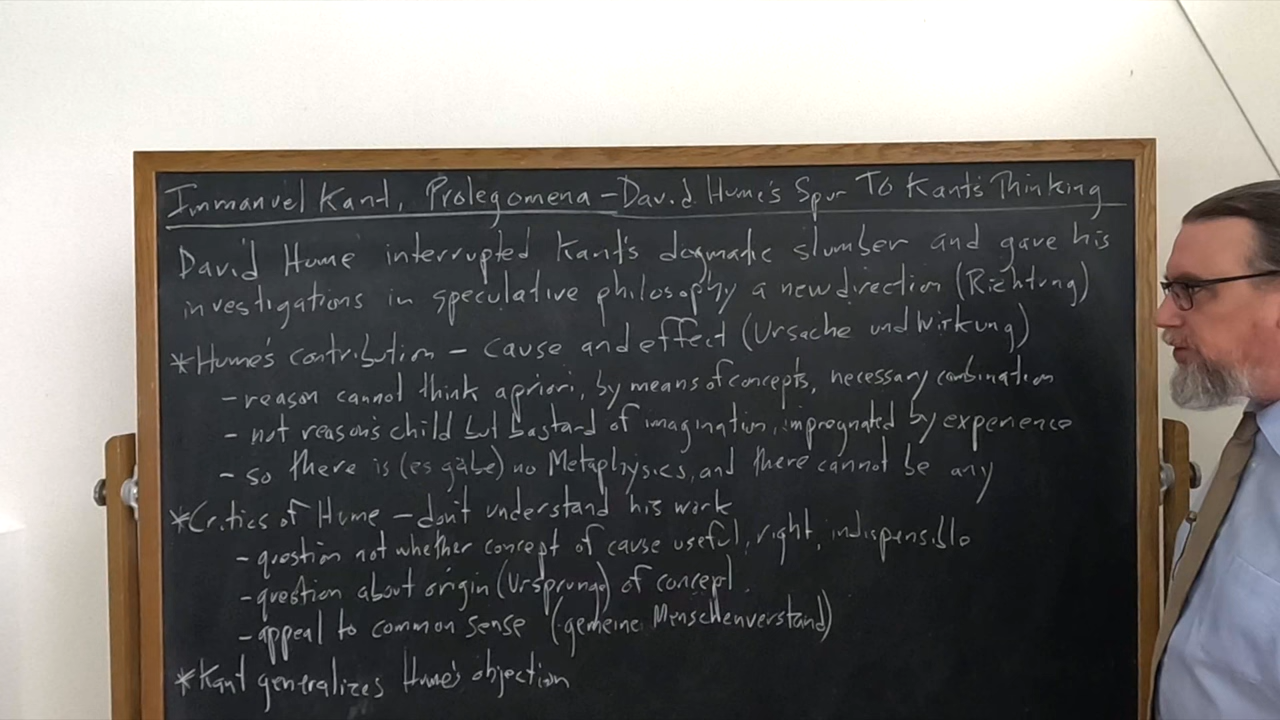 Immanuel Kant, Prolegomena - David Hume's Spur To Kant's Thinking
David Hume interrupted Kant's dogmatic slumber and gave his
investigations in speculative philosophy a new direction (Richtung)
*Hume's contribution - cause and effect (Ursache und Wirkung)
- reason cannot think a priori, by means of concepts, necessary combination
- not reason's child but bastard of imagination, impregnated by experience
- so there is (es gäbe) no Metaphysics, and there cannot be any
*Critics of Hume - don't understand his work
- question not whether concept of cause useful, right, indispensible
- question about origin (Ursprunge) of concept.
- appeal to common sense (gemeine Menschenverstand)
*Kant generalizes Hume's objection